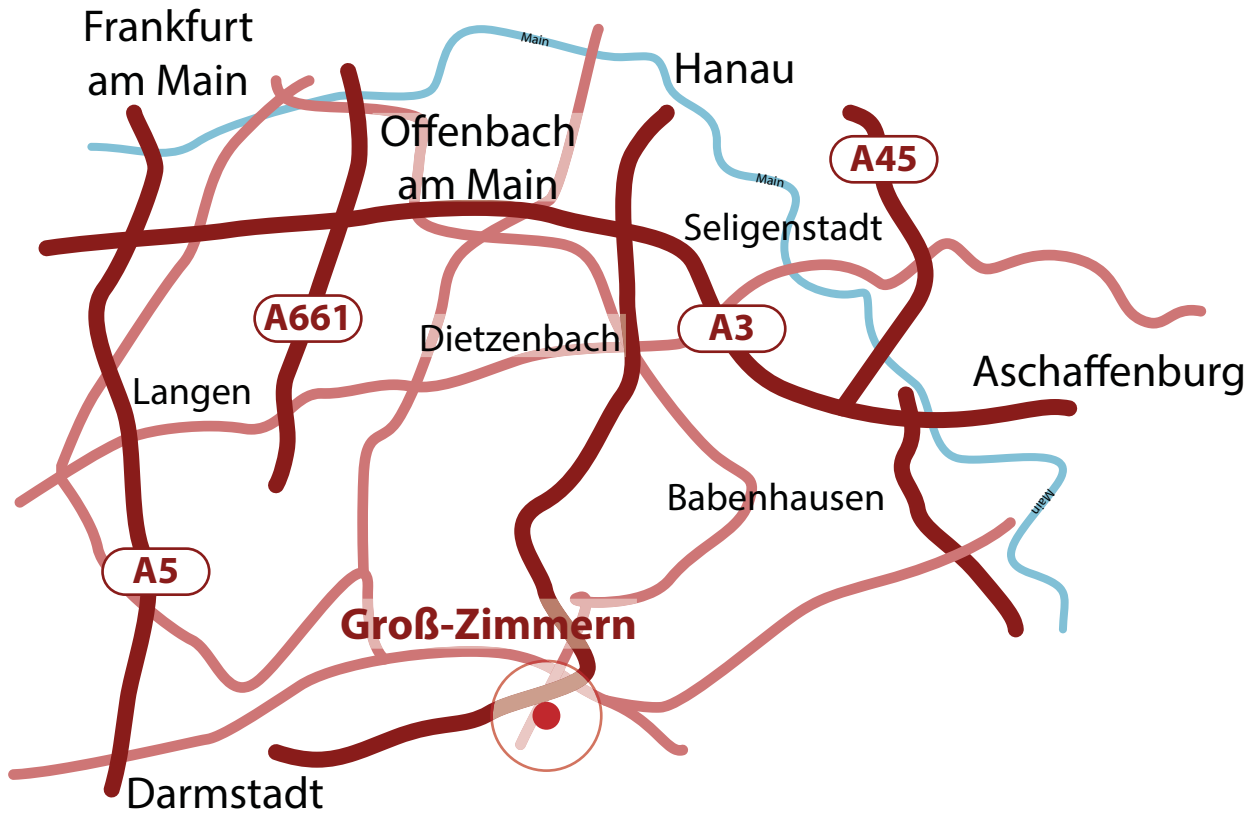 Frankfurt
am Main
Main
Hanau
Offenbach
am Main
A45
Main
Seligenstadt
A661
A3
Dietzenbach
Aschaffenburg
Langen
Babenhausen
Main
A5
Groß-Zimmern
Darmstadt